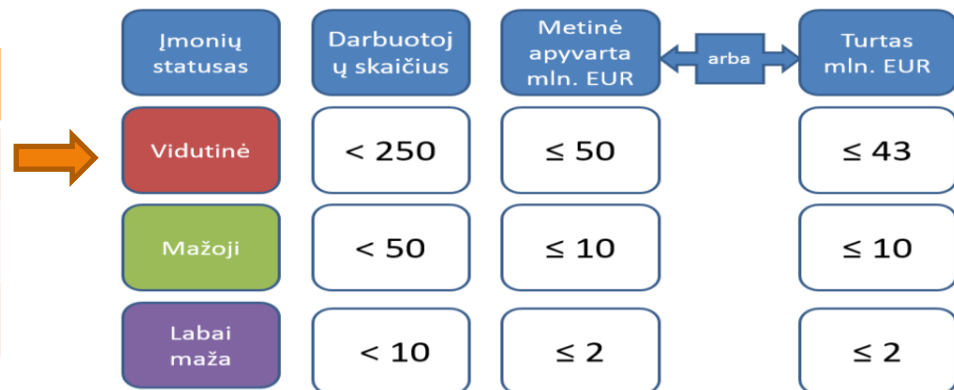 Įmonių
statusas
Darbuotoj
ų skaičius
Metinė
apyvarta
mln. EUR
arba
Turtas
mln. EUR
Vidutinė
< 250
≤ 50
≤ 43
Mažoji
< 50
≤ 10
≤ 10
Labai
maža
< 10
≤ 2
≤ 2